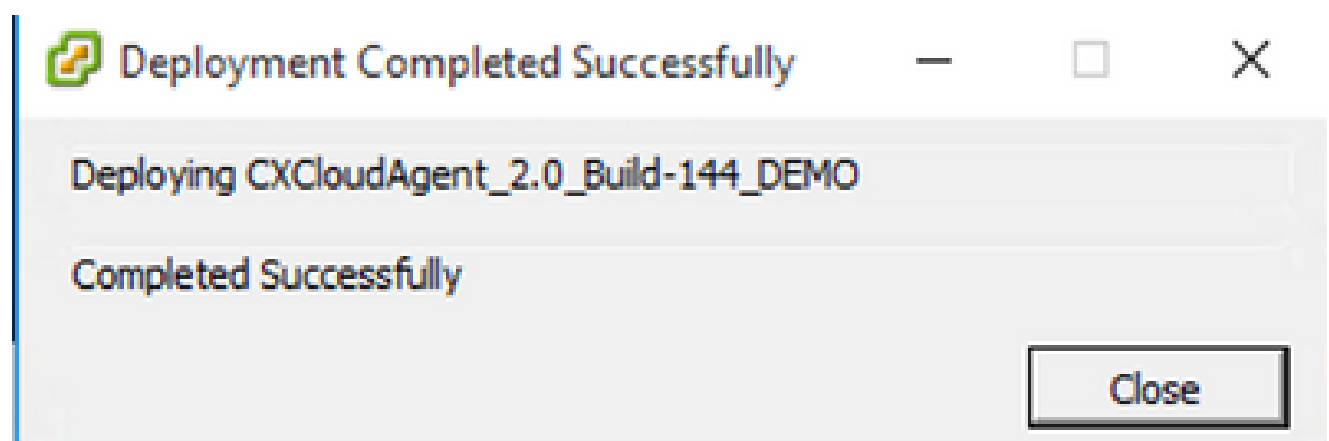 Deployment Completed Successfully
Deploying CXCloudAgent_2.0_Build-144_DEMO
Completed Successfully
Close